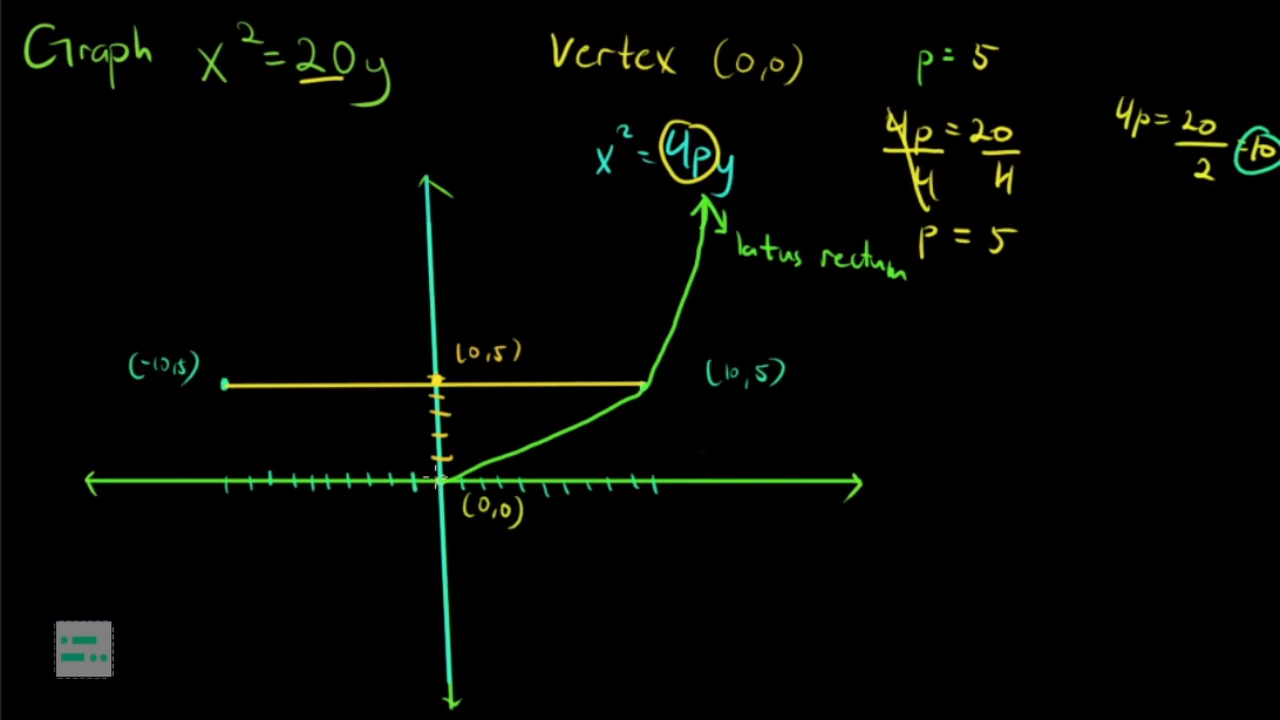 Graph x² = 20y
Vertex (0,0)
p = 5
x² = 4py
4p = 20
4 4
p = 5
4p = 20
2
=10
latus rectum
(0,5)
(-10,5)
(10,5)
(0,0)